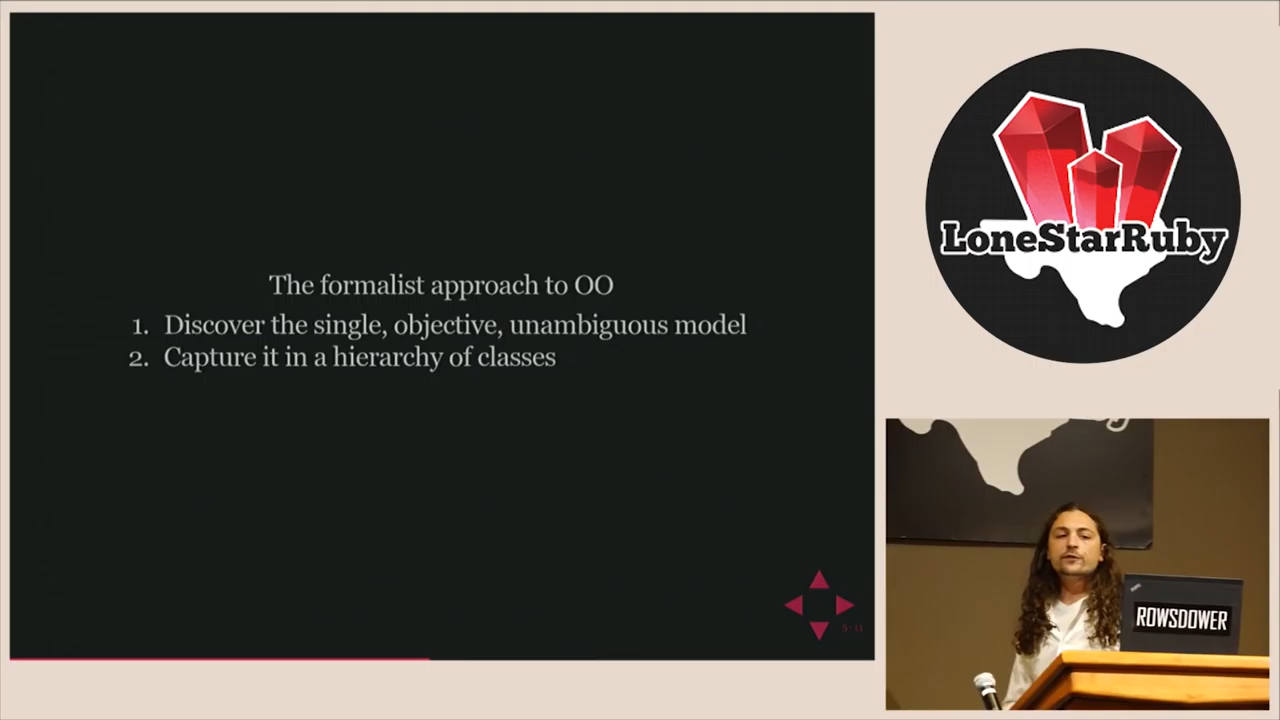 The formalist approach to OO
1. Discover the single, objective, unambiguous model
2. Capture it in a hierarchy of classes
LoneStarRuby
ROWSDOWER